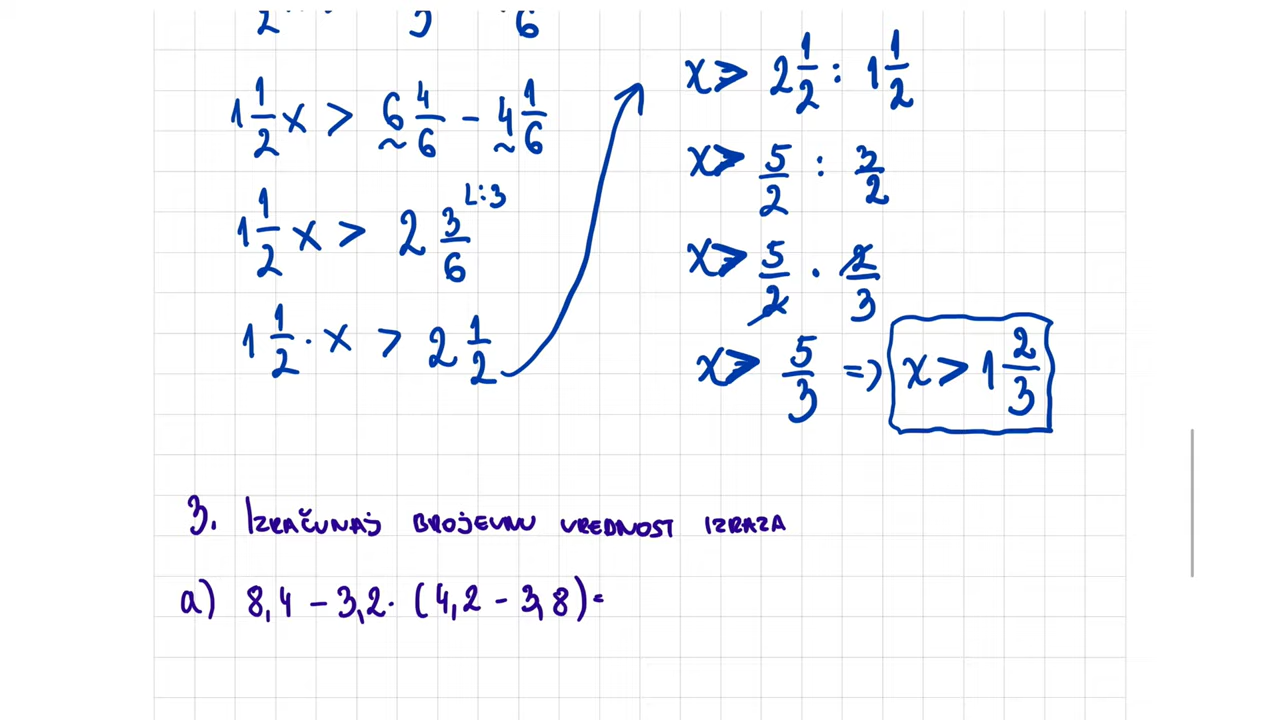 1 1/2 x > 6 4/6 - 4 1/6
1 1/2 x > 2 3/6 L:3
1 1/2 · x > 2 1/2
x > 2 1/2 : 1 1/2
x > 5/2 : 3/2
x > 5/2 · 2/3
x > 5/3 => x > 1 2/3
3. IZRAČUNAJ BROJEVNU VREDNOST IZRAZA
a) 8,4 - 3,2 · (4,2 - 3,8) =